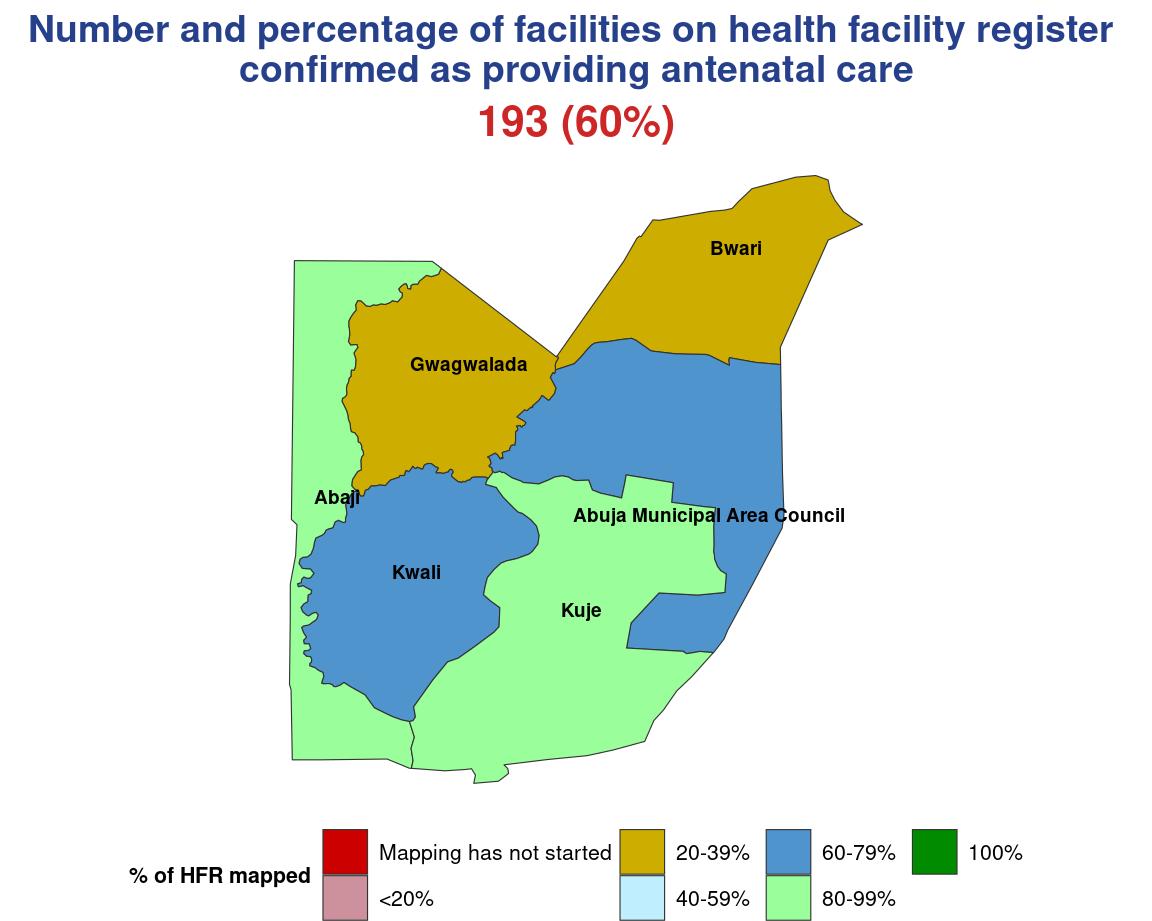 Number and percentage of facilities on health facility register
confirmed as providing antenatal care
193 (60%)
Bwari
Gwagwalada
Abaji
Abuja Municipal Area Council
Kwali
Kuje
% of HFR mapped
Mapping has not started
<20%
20-39%
40-59%
60-79%
80-99%
100%